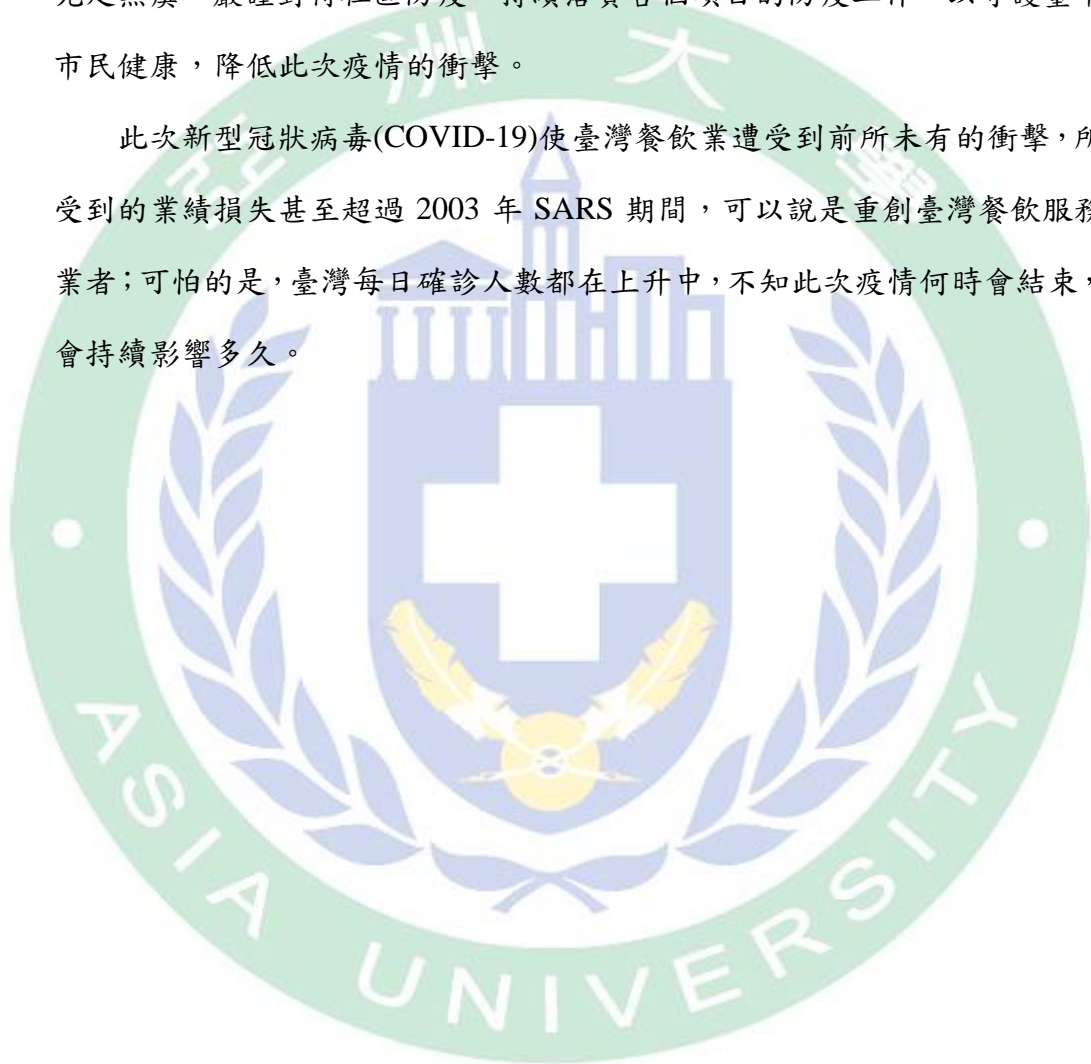 市民健康，降低此次疫情的衝擊。
此次新型冠狀病毒(COVID-19)使臺灣餐飲業遭受到前所未有的衝擊，所
受到的業績損失甚至超過 2003 年 SARS 期間，可以說是重創臺灣餐飲服務
業者；可怕的是，臺灣每日確診人數都在上升中，不知此次疫情何時會結束，
會持續影響多久。
亞洲大學
ASIA UNIVERSITY